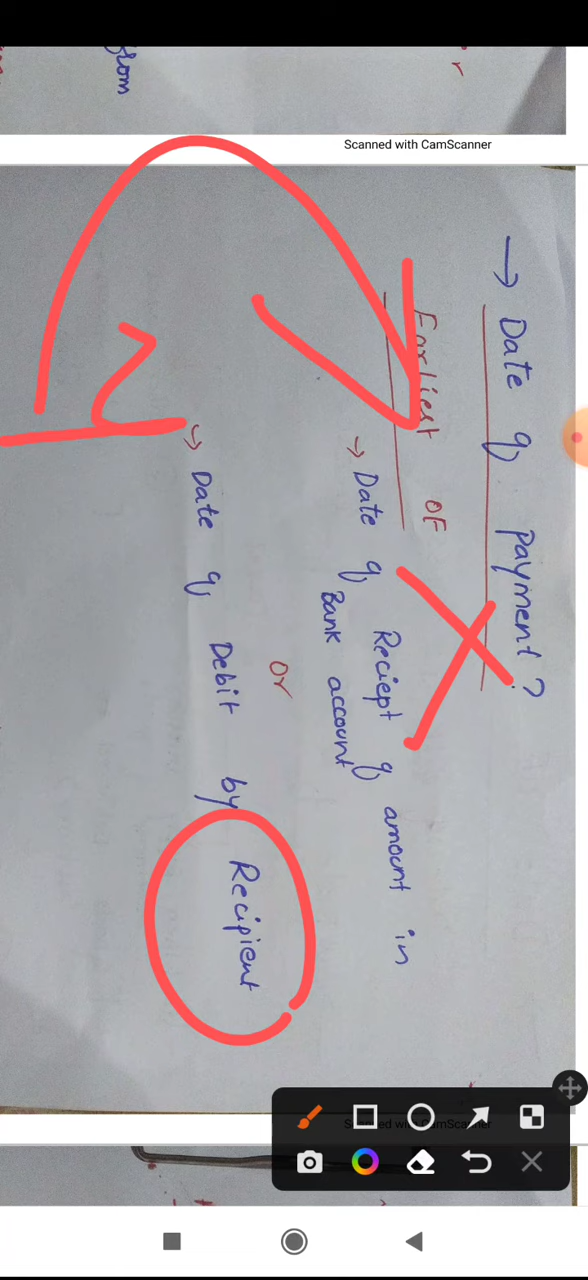 from
r
Scanned with CamScanner
→ Date of payment?
Earliest OF
→ Date of Reciept of amount in
Bank account
or
→ Date of Debit by Recipient